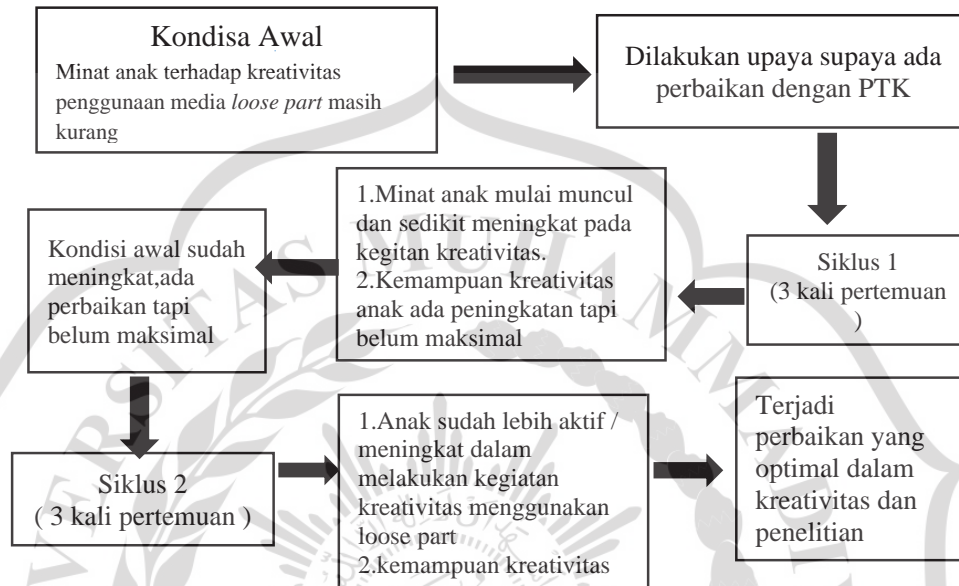 Kondisa Awal
Minat anak terhadap kreativitas
penggunaan media loose part masih
kurang
Dilakukan upaya supaya ada
perbaikan dengan PTK
Siklus 1
(3 kali pertemuan
)
1.Minat anak mulai muncul
dan sedikit meningkat pada
kegitan kreativitas.
2.Kemampuan kreativitas
anak ada peningkatan tapi
belum maksimal
Kondisi awal sudah
meningkat,ada
perbaikan tapi
belum maksimal
Siklus 2
( 3 kali pertemuan )
1.Anak sudah lebih aktif /
meningkat dalam
melakukan kegiatan
kreativitas menggunakan
loose part
2.kemampuan kreativitas
Terjadi
perbaikan yang
optimal dalam
kreativitas dan
penelitian